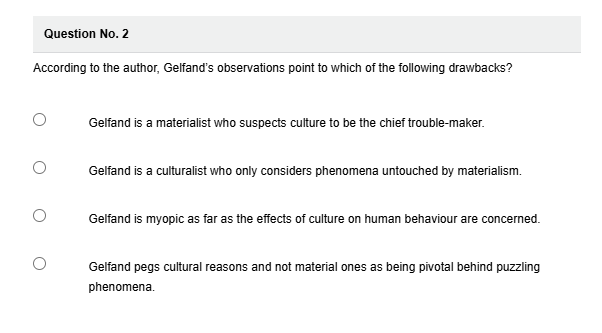 Question No. 2
According to the author, Gelfand's observations point to which of the following drawbacks?
Gelfand is a materialist who suspects culture to be the chief trouble-maker.
Gelfand is a culturalist who only considers phenomena untouched by materialism.
Gelfand is myopic as far as the effects of culture on human behaviour are concerned.
Gelfand pegs cultural reasons and not material ones as being pivotal behind puzzling
phenomena.